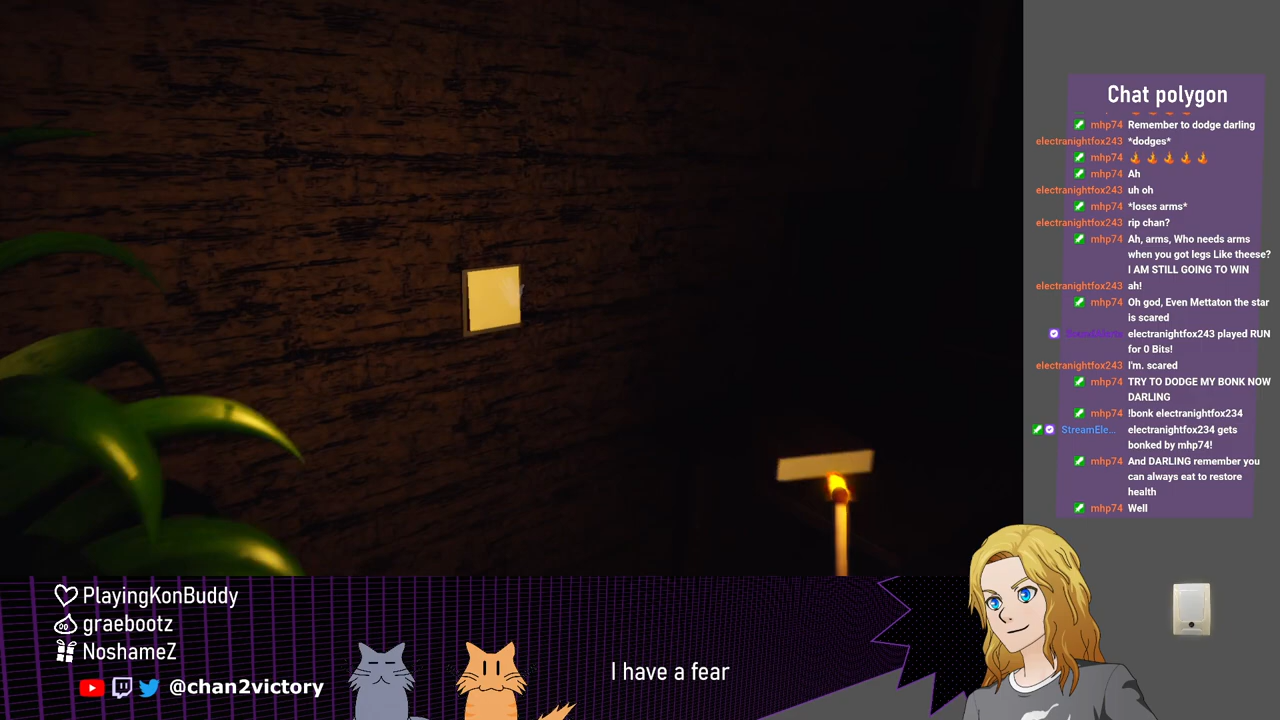 Chat polygon
mhp74 Remember to dodge darling
electranightfox243 *dodges*
mhp74 🔥 🔥 🔥 🔥 🔥
mhp74 Ah
electranightfox243 uh oh
mhp74 *loses arms*
electranightfox243 rip chan?
mhp74 Ah, arms, Who needs arms
when you got legs Like theese?
I AM STILL GOING TO WIN
electranightfox243 ah!
mhp74 Oh god, Even Mettaton the star
is scared
electranightfox243 played RUN
for 0 Bits!
electranightfox243 I'm. scared
mhp74 TRY TO DODGE MY BONK NOW
DARLING
mhp74 !bonk electranightfox234
StreamEle... electranightfox234 gets
bonked by mhp74!
mhp74 And DARLING remember you
can always eat to restore
health
mhp74 Well
PlayingKonBuddy
graebootz
NoshameZ
@chan2victory
I have a fear